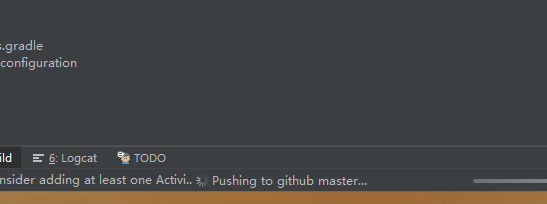 s.gradle
configuration
ild 6: Logcat TODO
nsider adding at least one Activi.. Pushing to github master...